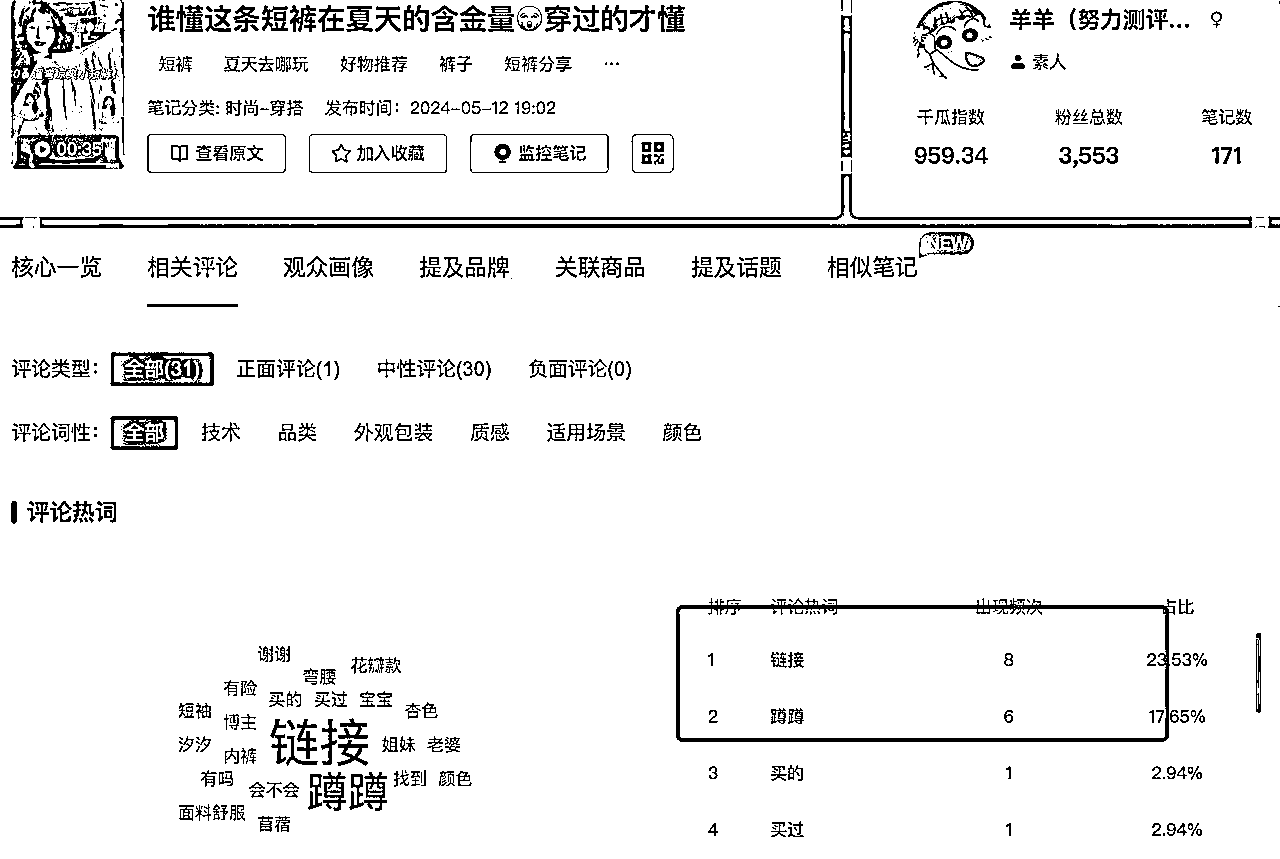 谁懂这条短裤在夏天的含金量😚穿过的才懂
短裤 夏天去哪玩 好物推荐 裤子 短裤分享 ···
笔记分类: 时尚-穿搭 发布时间: 2024-05-12 19:02
00:35
查看原文 加入收藏 监控笔记
羊羊（努力测评... ♀
素人
千瓜指数 粉丝总数 笔记数
959.34 3,553 171
核心一览 相关评论 观众画像 提及品牌 关联商品 提及话题 相似笔记 NEW
评论类型: 全部(31) 正面评论(1) 中性评论(30) 负面评论(0)
评论词性: 全部 技术 品类 外观包装 质感 适用场景 颜色
评论热词
谢谢
弯腰 花瓣款
有险 买的 买过 宝宝
短袖 博主 杏色
链接
汐汐 内裤 姐妹 老婆
有吗 会不会 蹲蹲 找到 颜色
面料舒服 苜蓿
排序 评论热词 出现频次 占比
1 链接 8 23.53%
2 蹲蹲 6 17.65%
3 买的 1 2.94%
4 买过 1 2.94%